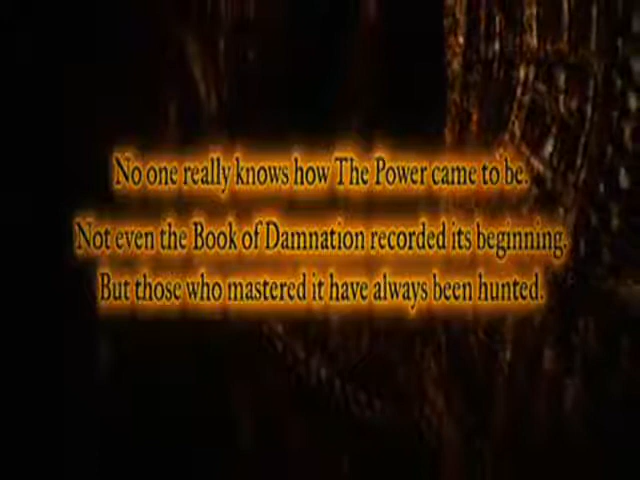 No one really knows how The Power came to be.
Not even the Book of Damnation recorded its beginning.
But those who mastered it have always been hunted.